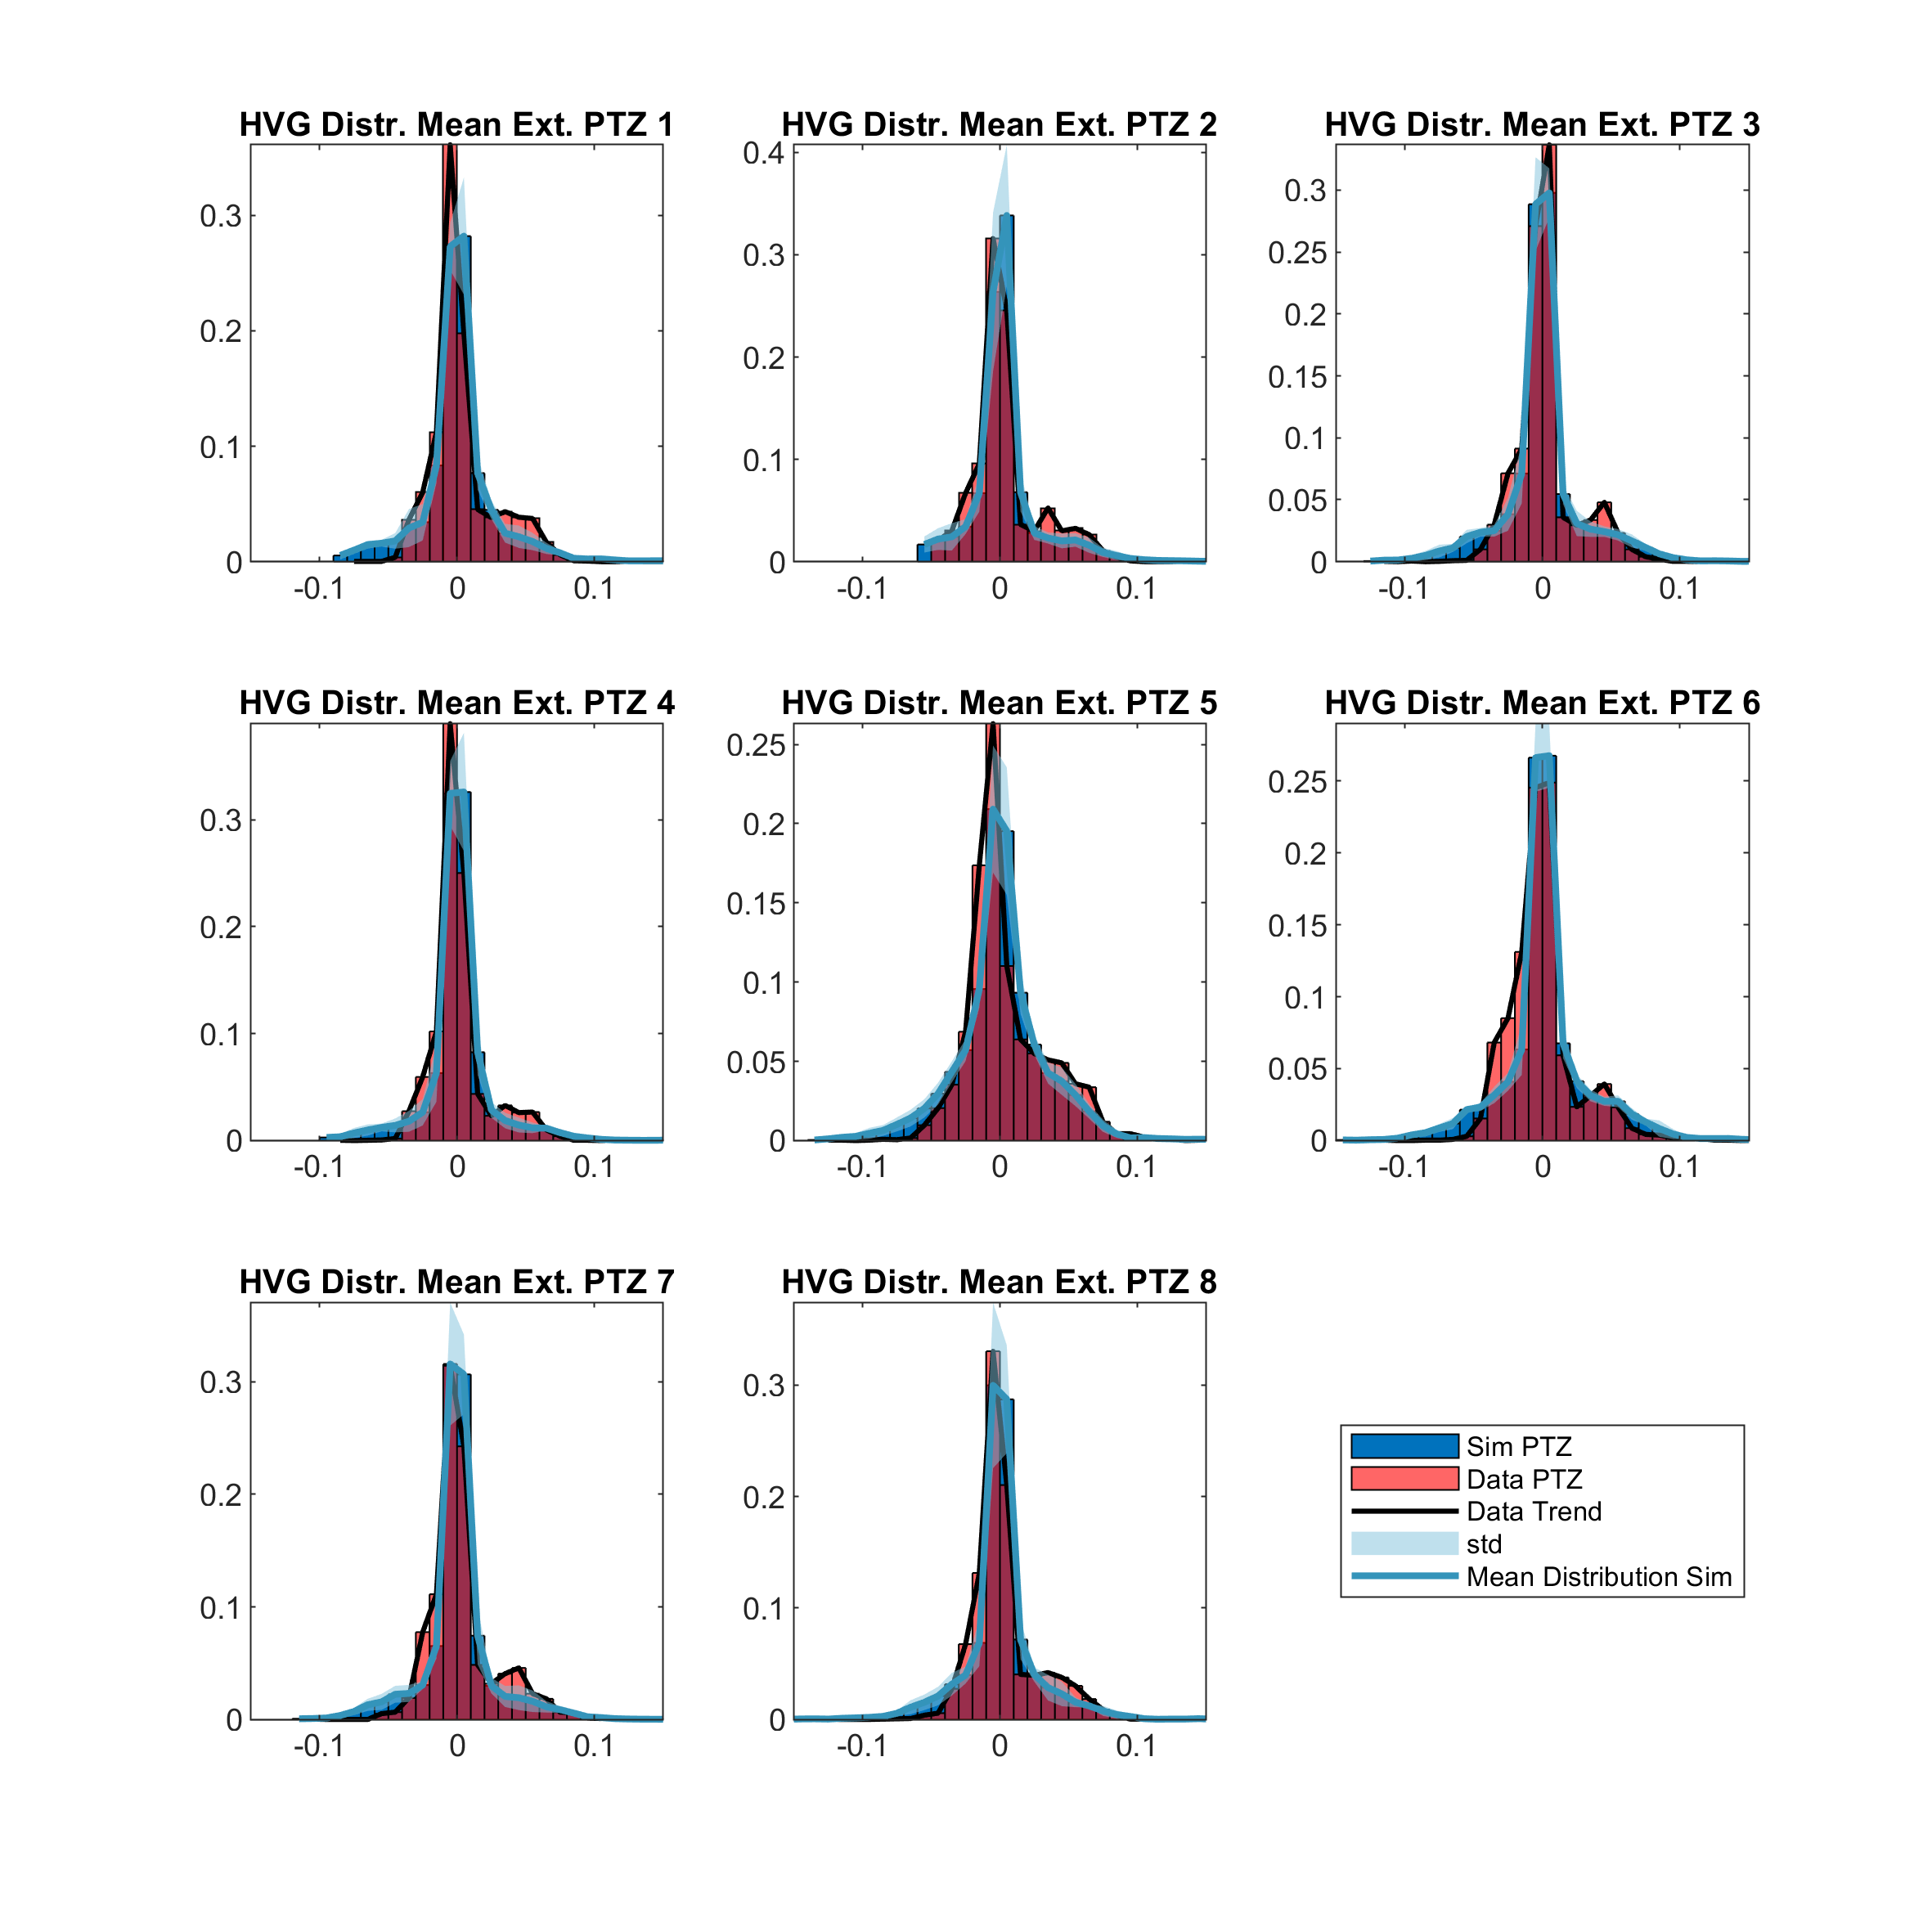 HVG Distr. Mean Ext. PTZ 1
0.3
0.2
0.1
0
-0.1 0 0.1
HVG Distr. Mean Ext. PTZ 2
0.4
0.3
0.2
0.1
0
-0.1 0 0.1
HVG Distr. Mean Ext. PTZ 3
0.3
0.25
0.2
0.15
0.1
0.05
0
-0.1 0 0.1
HVG Distr. Mean Ext. PTZ 4
0.3
0.2
0.1
0
-0.1 0 0.1
HVG Distr. Mean Ext. PTZ 5
0.25
0.2
0.15
0.1
0.05
0
-0.1 0 0.1
HVG Distr. Mean Ext. PTZ 6
0.25
0.2
0.15
0.1
0.05
0
-0.1 0 0.1
HVG Distr. Mean Ext. PTZ 7
0.3
0.2
0.1
0
-0.1 0 0.1
HVG Distr. Mean Ext. PTZ 8
0.3
0.2
0.1
0
-0.1 0 0.1
Sim PTZ
Data PTZ
Data Trend
std
Mean Distribution Sim